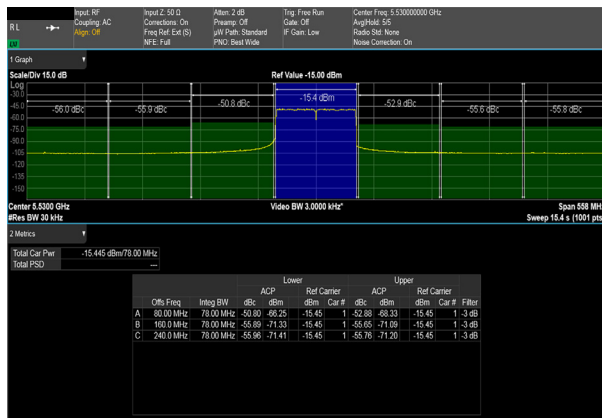 Input: RF Input Z: 50 Ω Atten: 2 dB Trig: Free Run Center Freq: 5.530000000 GHz
R L Coupling: AC Corrections: On Preamp: Off Gate: Off Avg|Hold: 5/5
Align: Off Freq Ref: Ext (S) µW Path: Standard IF Gain: Low Radio Std: None
NFE: Full PNO: Best Wide Noise Correction: On
1 Graph
Scale/Div 15.0 dB Ref Value -15.00 dBm
Log
-30.0
-45.0
-60.0
-75.0
-90.0
-105
-120
-135
-150
-56.0 dBc -55.9 dBc -50.8 dBc -15.4 dBm -52.9 dBc -55.6 dBc -55.8 dBc
Center 5.5300 GHz Video BW 3.0000 kHz* Span 558 MH
#Res BW 30 kHz Sweep 15.4 s (1001 pts
2 Metrics
Total Car Pwr -15.445 dBm/78.00 MHz
Total PSD ---
Lower Upper
ACP Ref Carrier ACP Ref Carrier
Offs Freq Integ BW dBc dBm dBm Car # dBc dBm dBm Car # Filter
A 80.00 MHz 78.00 MHz -50.80 -66.25 -15.45 1 -52.88 -68.33 -15.45 1 -3 dB
B 160.0 MHz 78.00 MHz -55.89 -71.33 -15.45 1 -55.65 -71.09 -15.45 1 -3 dB
C 240.0 MHz 78.00 MHz -55.96 -71.41 -15.45 1 -55.76 -71.20 -15.45 1 -3 dB